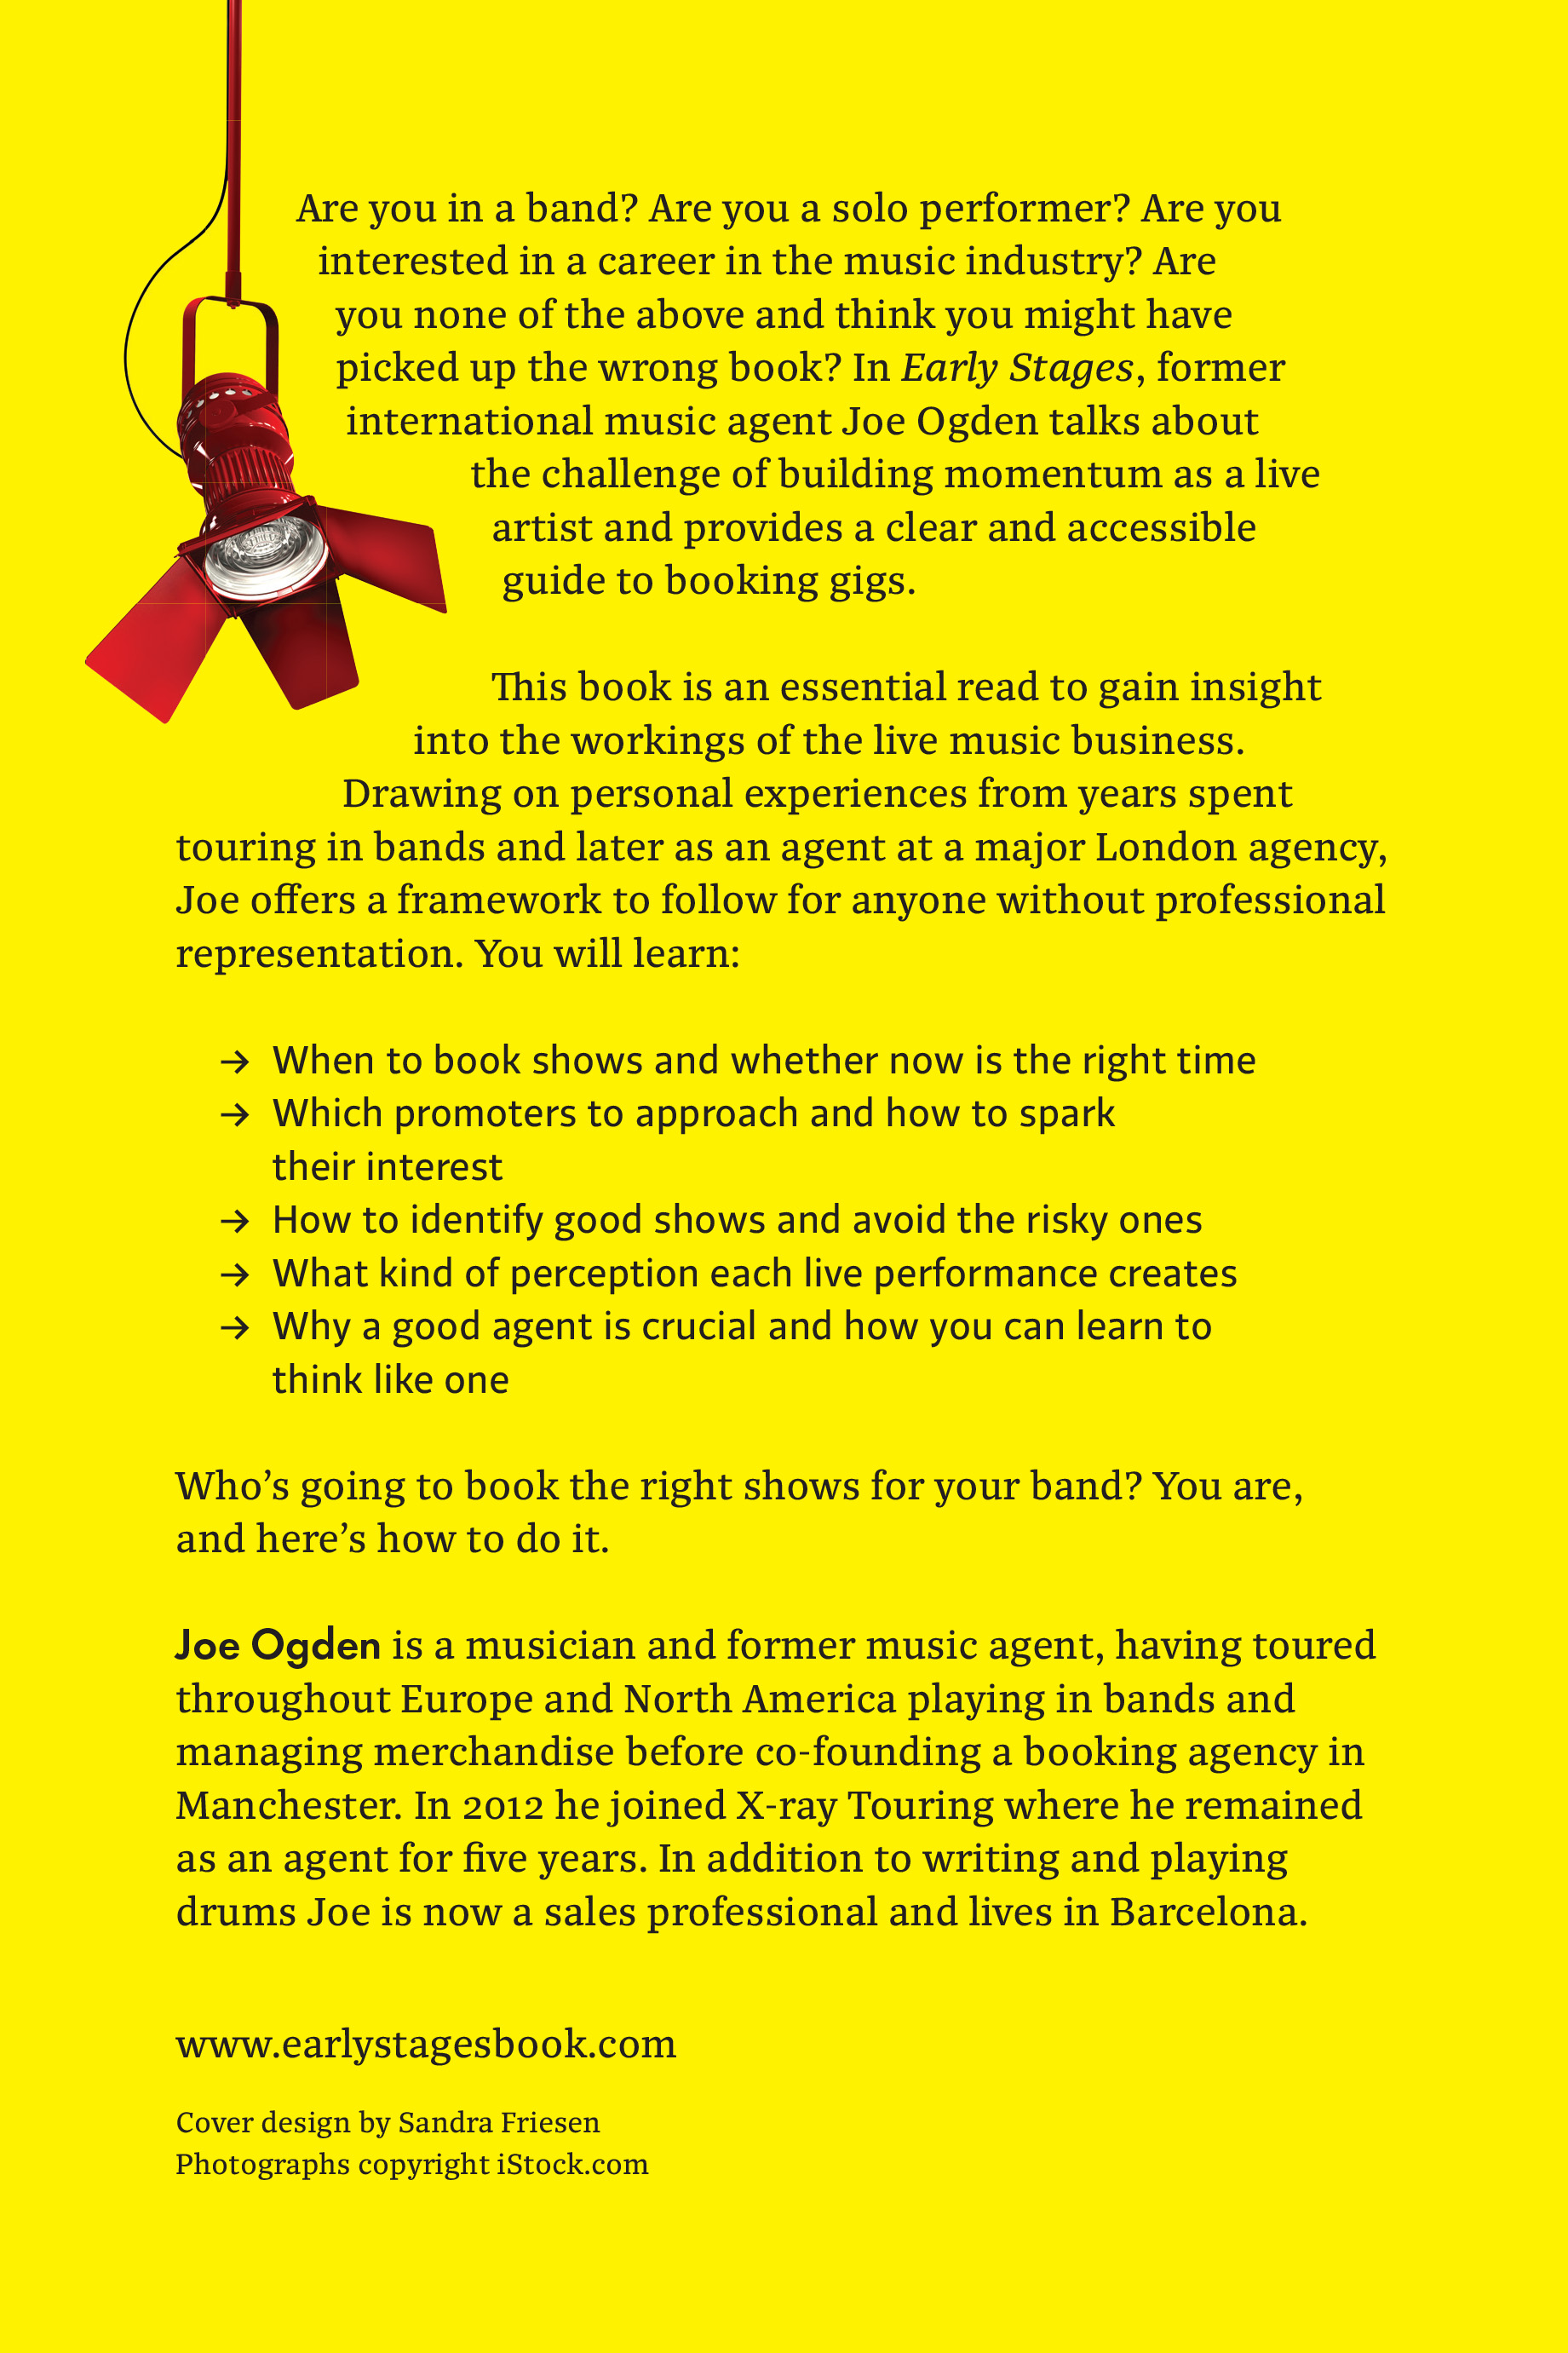 Are you in a band? Are you a solo performer? Are you
interested in a career in the music industry? Are
you none of the above and think you might have
picked up the wrong book? In Early Stages, former
international music agent Joe Ogden talks about
the challenge of building momentum as a live
artist and provides a clear and accessible
guide to booking gigs.
This book is an essential read to gain insight
into the workings of the live music business.
Drawing on personal experiences from years spent
touring in bands and later as an agent at a major London agency,
Joe offers a framework to follow for anyone without professional
representation. You will learn:
→ When to book shows and whether now is the right time
→ Which promoters to approach and how to spark
their interest
→ How to identify good shows and avoid the risky ones
→ What kind of perception each live performance creates
→ Why a good agent is crucial and how you can learn to
think like one
Who’s going to book the right shows for your band? You are,
and here’s how to do it.
Joe Ogden is a musician and former music agent, having toured
throughout Europe and North America playing in bands and
managing merchandise before co-founding a booking agency in
Manchester. In 2012 he joined X-ray Touring where he remained
as an agent for five years. In addition to writing and playing
drums Joe is now a sales professional and lives in Barcelona.
www.earlystagesbook.com
Cover design by Sandra Friesen
Photographs copyright iStock.com